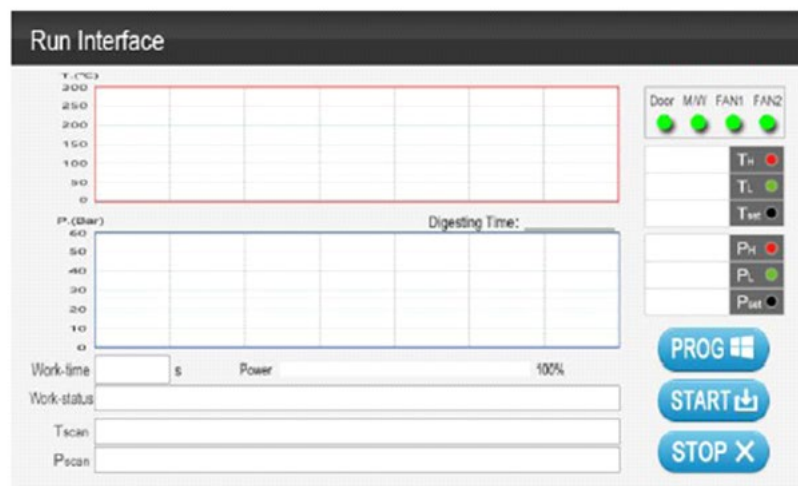 Run Interface
T.(°C)
300
250
200
150
100
50
0
P.(Bar)
Digesting Time:
60
50
40
30
20
10
0
Work-time
s
Power
100%
Work-status
Tscan
Pscan
Door M/W FAN1 FAN2
TH
TL
Tset
PH
PL
Pset
PROG
START
STOP